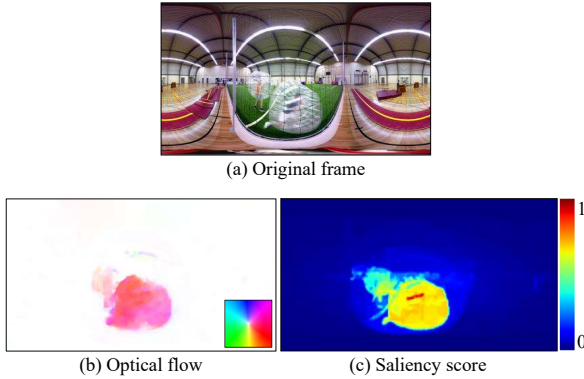 (a) Original frame
1
0
(b) Optical flow
(c) Saliency score